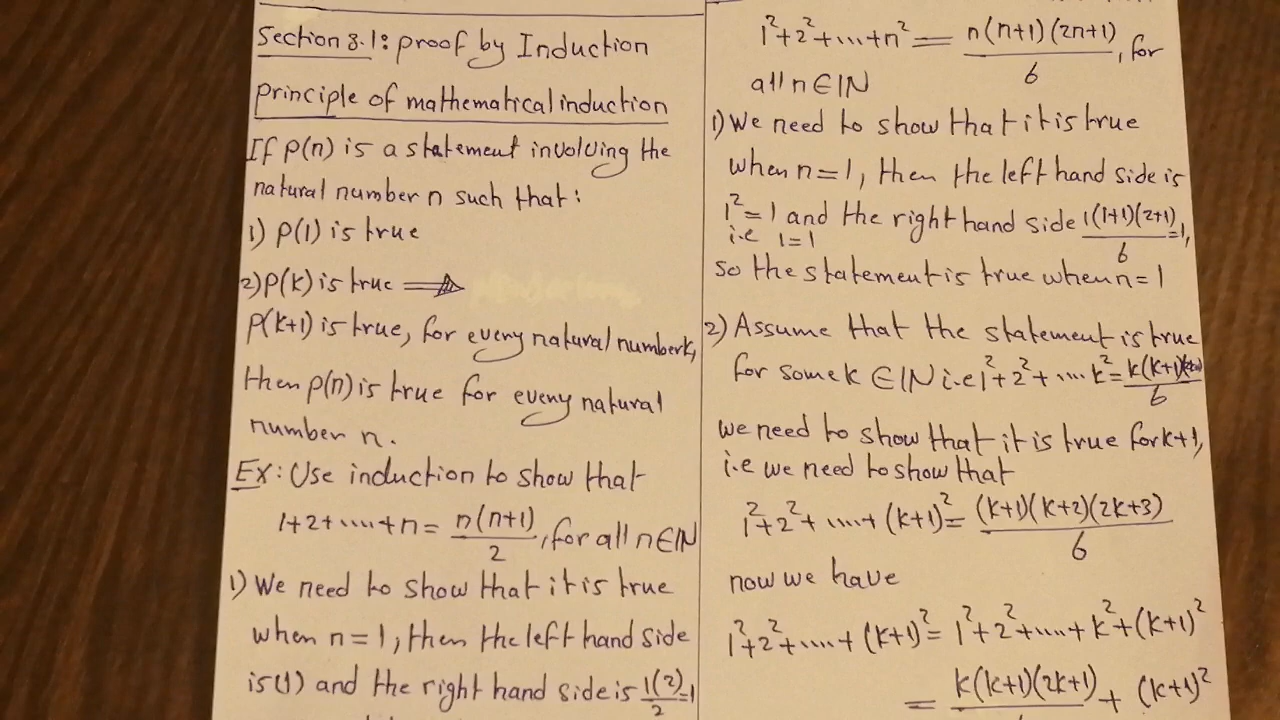 Section 3.1: proof by Induction
principle of mathematical induction
If P(n) is a statement involving the
natural number n such that:
1) P(1) is true
2) P(k) is true ⟹
P(k+1) is true, for every natural number k,
then p(n) is true for every natural
number n.
Ex: Use induction to show that
1+2+.....+n = n(n+1)/2, for all n∈IN
1) We need to show that it is true
when n=1, then the left hand side
is (1) and the right hand side is 1(2)/2=1
1²+2²+....+n² = n(n+1)(2n+1)/6, for
all n∈IN
1) We need to show that it is true
when n=1, then the left hand side is
1²=1 and the right hand side 1(1+1)(2+1)/6=1,
i.e 1=1
so the statement is true when n=1
2) Assume that the statement is true
for some k∈IN i.e 1²+2²+....k²= k(k+1)(2k+1)/6
we need to show that it is true for k+1,
i.e we need to show that
1²+2²+.....+(k+1)²= (k+1)(k+2)(2k+3)/6
now we have
1²+2²+.....+(k+1)²= 1²+2²+.....+k²+(k+1)²
= k(k+1)(2k+1)/6 + (k+1)²